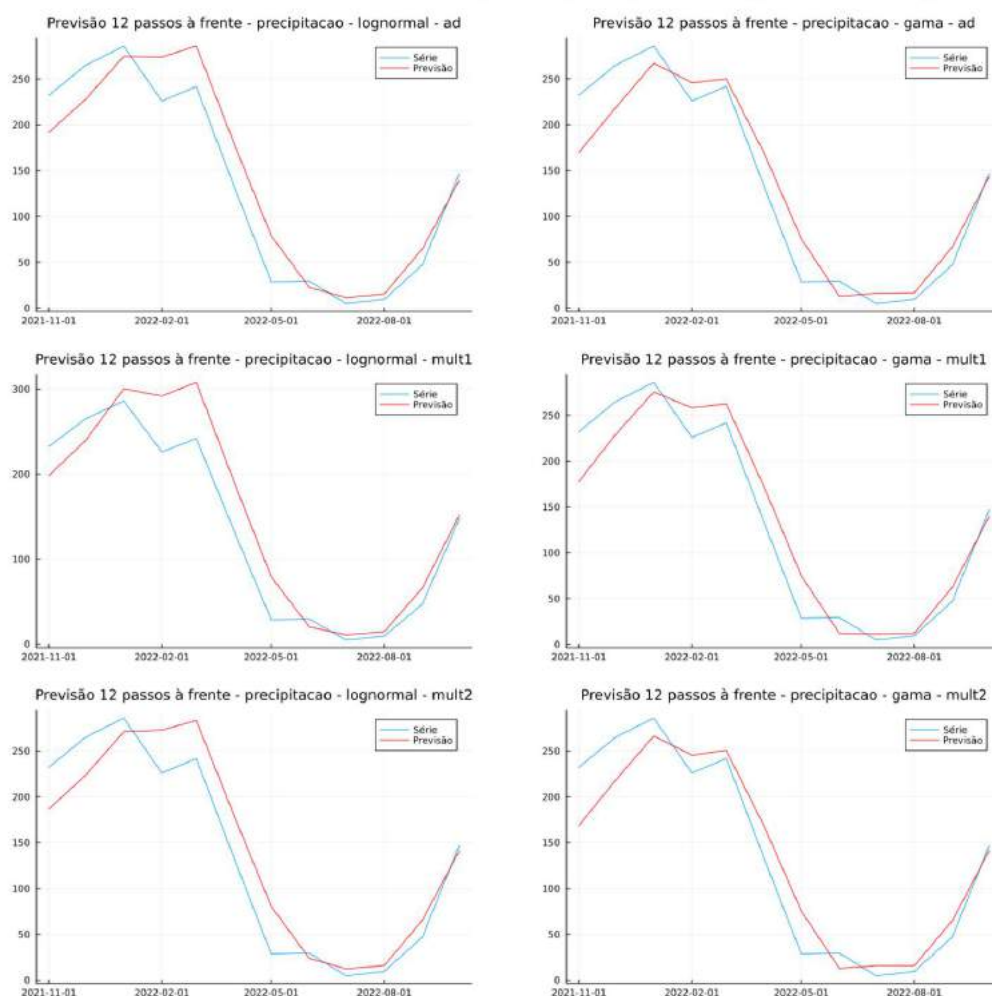 Previsão 12 passos à frente - precipitacao - lognormal - ad
Série
Previsão
250
200
150
100
50
0
2021-11-01 2022-02-01 2022-05-01 2022-08-01
Previsão 12 passos à frente - precipitacao - gama - ad
Série
Previsão
250
200
150
100
50
0
2021-11-01 2022-02-01 2022-05-01 2022-08-01
Previsão 12 passos à frente - precipitacao - lognormal - mult1
Série
Previsão
300
200
100
0
2021-11-01 2022-02-01 2022-05-01 2022-08-01
Previsão 12 passos à frente - precipitacao - gama - mult1
Série
Previsão
250
200
150
100
50
0
2021-11-01 2022-02-01 2022-05-01 2022-08-01
Previsão 12 passos à frente - precipitacao - lognormal - mult2
Série
Previsão
250
200
150
100
50
0
2021-11-01 2022-02-01 2022-05-01 2022-08-01
Previsão 12 passos à frente - precipitacao - gama - mult2
Série
Previsão
250
200
150
100
50
0
2021-11-01 2022-02-01 2022-05-01 2022-08-01